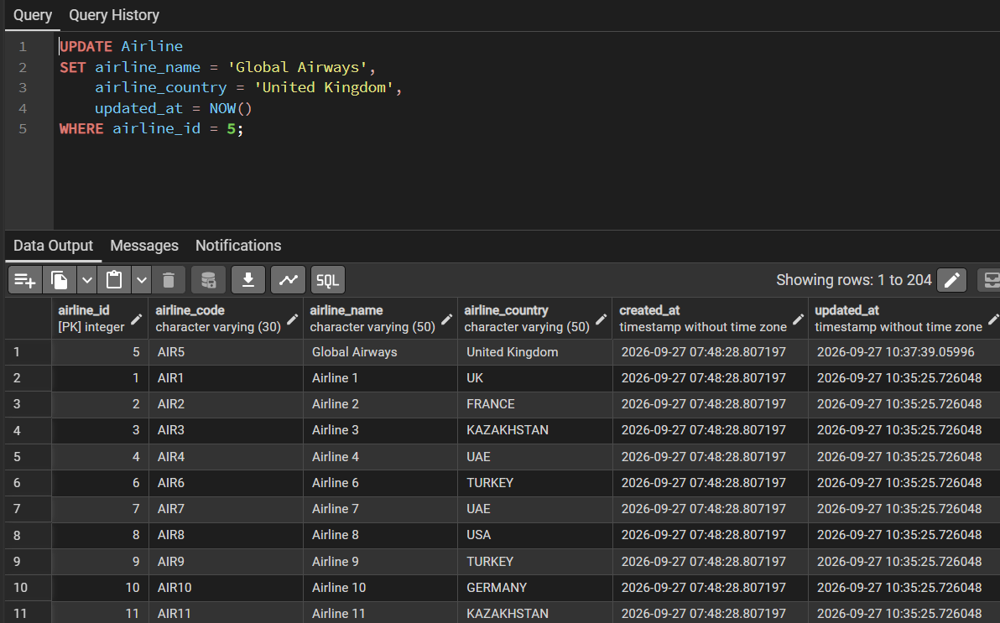 Query Query History
1 UPDATE Airline
2 SET airline_name = 'Global Airways',
3 airline_country = 'United Kingdom',
4 updated_at = NOW()
5 WHERE airline_id = 5;
Data Output Messages Notifications
SQL Showing rows: 1 to 204
airline_id airline_code airline_name airline_country created_at updated_at
[PK] integer character varying (30) character varying (50) character varying (50) timestamp without time zone timestamp without time zone
1 5 AIR5 Global Airways United Kingdom 2026-09-27 07:48:28.807197 2026-09-27 10:37:39.05996
2 1 AIR1 Airline 1 UK 2026-09-27 07:48:28.807197 2026-09-27 10:35:25.726048
3 2 AIR2 Airline 2 FRANCE 2026-09-27 07:48:28.807197 2026-09-27 10:35:25.726048
4 3 AIR3 Airline 3 KAZAKHSTAN 2026-09-27 07:48:28.807197 2026-09-27 10:35:25.726048
5 4 AIR4 Airline 4 UAE 2026-09-27 07:48:28.807197 2026-09-27 10:35:25.726048
6 6 AIR6 Airline 6 TURKEY 2026-09-27 07:48:28.807197 2026-09-27 10:35:25.726048
7 7 AIR7 Airline 7 UAE 2026-09-27 07:48:28.807197 2026-09-27 10:35:25.726048
8 8 AIR8 Airline 8 USA 2026-09-27 07:48:28.807197 2026-09-27 10:35:25.726048
9 9 AIR9 Airline 9 TURKEY 2026-09-27 07:48:28.807197 2026-09-27 10:35:25.726048
10 10 AIR10 Airline 10 GERMANY 2026-09-27 07:48:28.807197 2026-09-27 10:35:25.726048
11 11 AIR11 Airline 11 KAZAKHSTAN 2026-09-27 07:48:28.807197 2026-09-27 10:35:25.726048